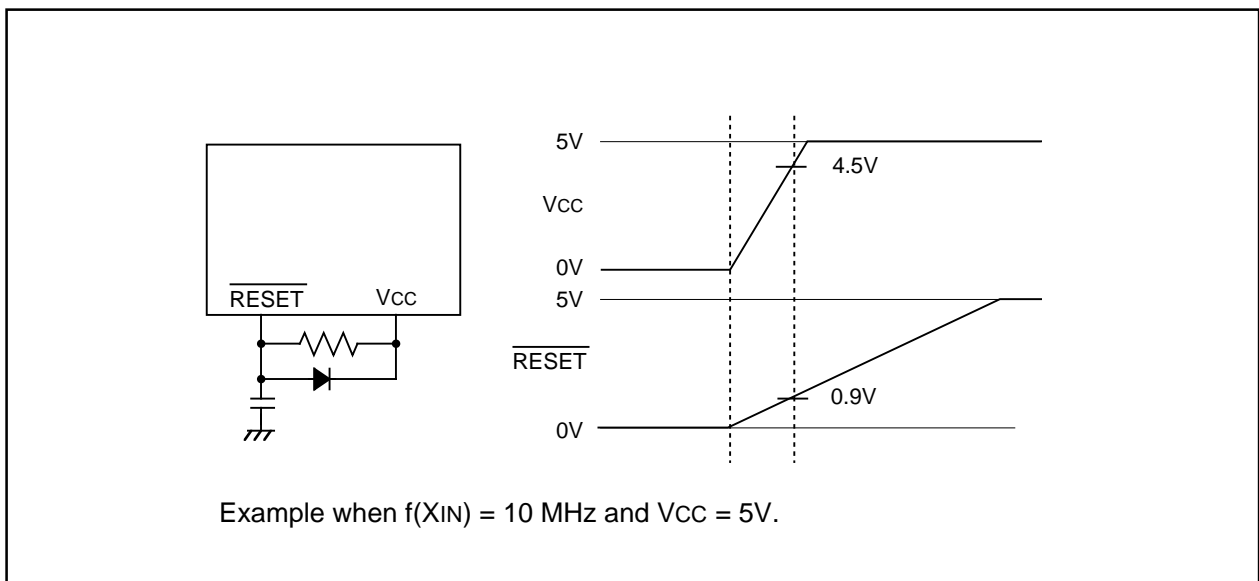 RESET
VCC
5V
VCC
4.5V
0V
5V
RESET
0.9V
0V
Example when f(XIN) = 10 MHz and VCC = 5V.